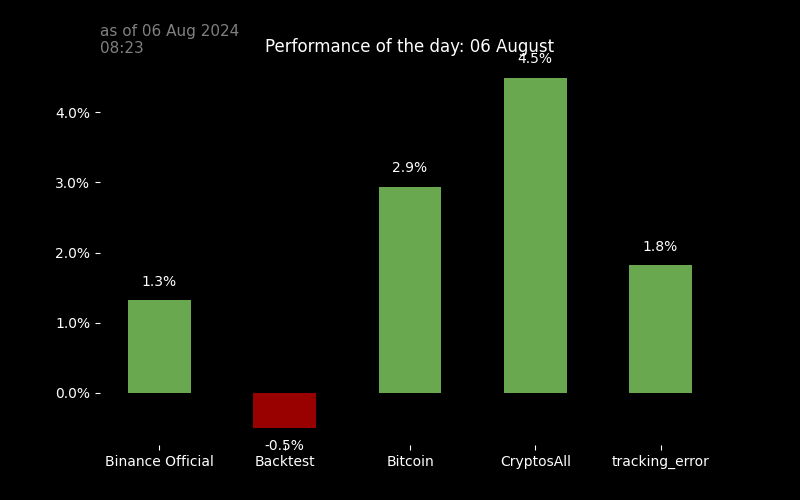 as of 06 Aug 2024
08:23
Performance of the day: 06 August
4.5%
4.0%
2.9%
3.0%
2.0%
1.8%
1.3%
1.0%
0.0%
-0.5%
Binance Official
Backtest
Bitcoin
CryptosAll
tracking_error